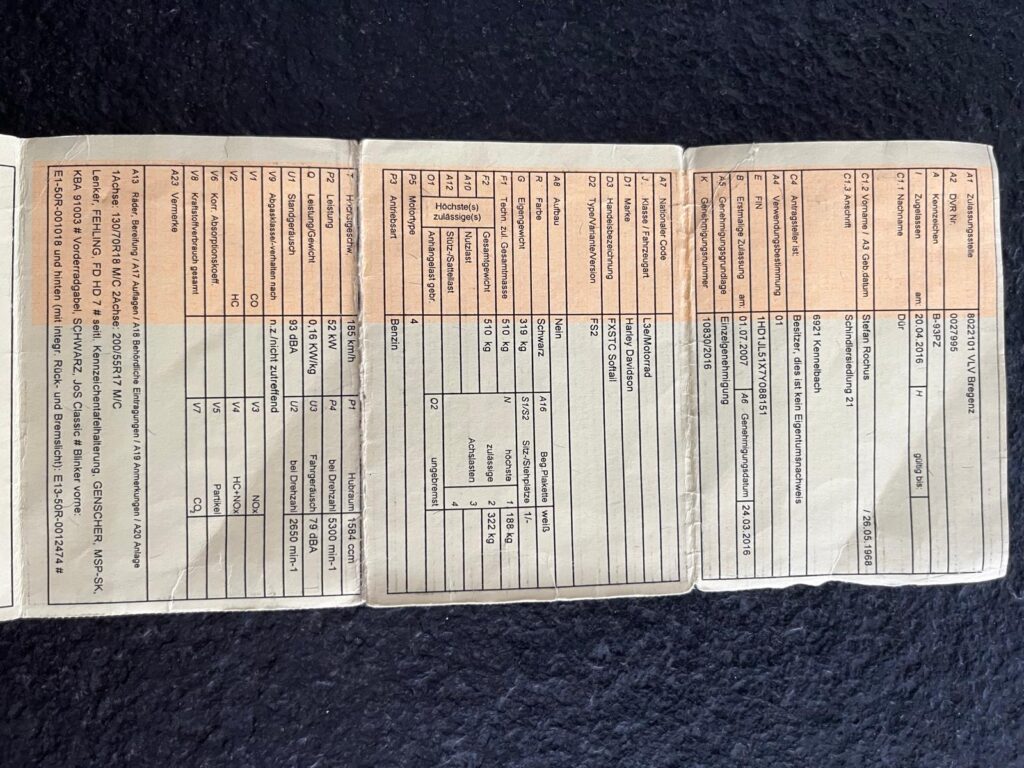 A1 Zulassungsstelle 802Z101 VLV Bregenz
A2 DVR Nr. 0027995
A Kennzeichen B-93PZ
I Zugelassen am: 20.04.2016 H gültig bis:
C1.1 Nachname Dür
C1.2 Vorname / A3 Geb.datum Stefan Rochus / 26.05.1968
C1.3 Anschrift Schindlersiedlung 21
6921 Kennelbach
C4 Antragsteller ist: Besitzer, dies ist kein Eigentumsnachweis
A4 Verwendungsbestimmung 01
E FIN 1HD1JL51X7Y088151
B Erstmalige Zulassung am: 01.07.2007 A6 Genehmigungsdatum 24.03.2016
A5 Genehmigungsgrundlage Einzelgenehmigung
K Genehmigungsnummer 10830/2016
A7 Nationaler Code
J Klasse / Fahrzeugart L3e/Motorrad
D1 Marke Harley Davidson
D3 Handelsbezeichnung FXSTC Softail
D2 Type/Variante/Version FS2
A8 Aufbau Nein
R Farbe Schwarz A16 Beg.Plakette weiß
G Eigengewicht 319 kg S1/S2 Sitz-/Stehplätze 1/-
F1 Techn. zul. Gesamtmasse 510 kg N höchste 1 188 kg
Höchste(s) zulässige(s)
F2 Gesamtgewicht 510 kg zulässige 2 322 kg
A10 Nutzlast Achslasten 3
A12 Stütz-/Sattellast 4
O1 Anhängelast gebr. O2 ungebremst
P5 Motortype 4
P3 Antriebsart Benzin
T Höchstgeschw. 185 km/h P1 Hubraum 1584 ccm
P2 Leistung 52 kW P4 bei Drehzahl 5300 min-1
Q Leistung/Gewicht 0,16 KW/kg U3 Fahrgeräusch 79 dBA
U1 Standgeräusch 93 dBA U2 bei Drehzahl 2650 min-1
V9 Abgasklasse/-verhalten nach n.z./nicht zutreffend
V1 CO V3 NOx
V2 HC V4 HC+NOx
V6 Korr. Absorptionskoeff. V5 Partikel
V8 Kraftstoffverbrauch gesamt V7 CO2
A23 Vermerke
A13 Räder, Bereifung / A17 Auflagen / A18 Behördliche Eintragungen / A19 Anmerkungen / A20 Anlage
1Achse: 130/70R18 M/C 2Achse: 200/55R17 M/C
Lenker, FEHLING, FD HD 7 # seitl. Kennzeichentafelhalterung, GENSCHER, MSP-SK,
KBA 91003 # Vorderradgabel, SCHWARZ, JoS Classic # Blinker vorne:
E1-50R-001018 und hinten (mit integr. Rück- und Bremslicht): E13-50R-0012474 #